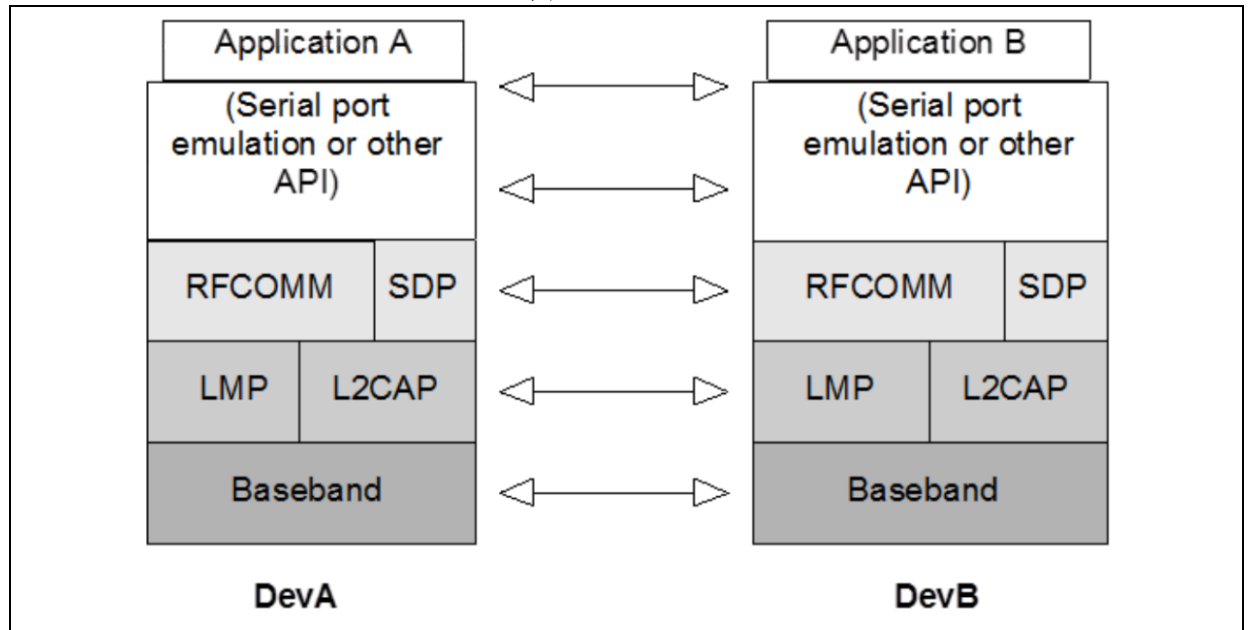 Application A
(Serial port
emulation or other
API)
RFCOMM SDP
LMP L2CAP
Baseband
DevA
Application B
(Serial port
emulation or other
API)
RFCOMM SDP
LMP L2CAP
Baseband
DevB